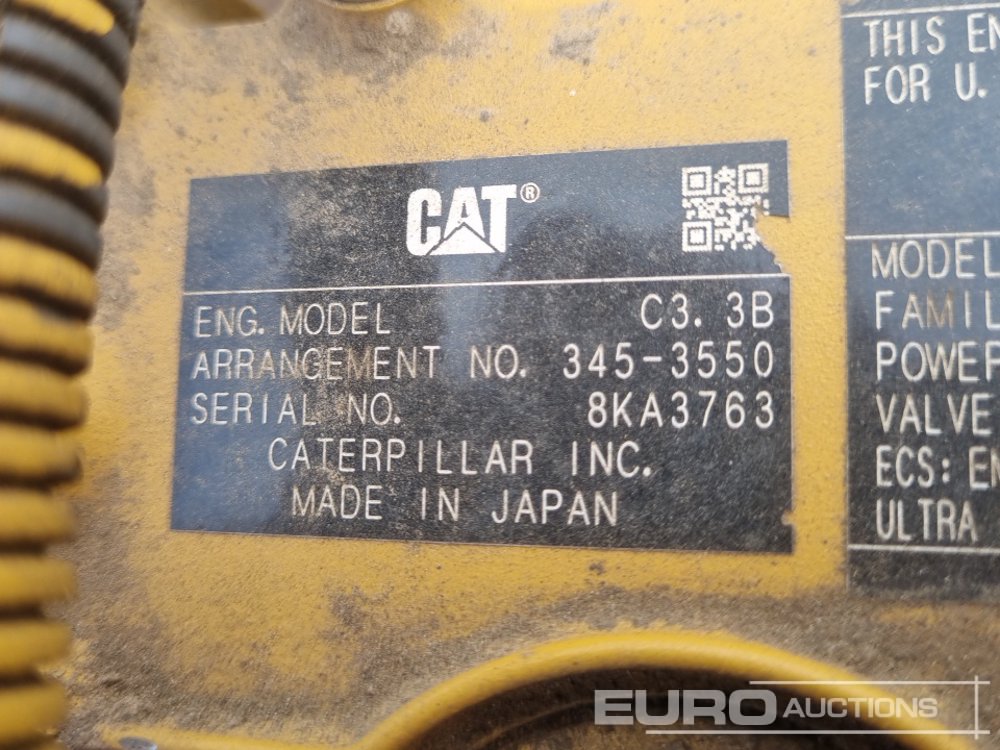 CAT®
ENG. MODEL C3. 3B
ARRANGEMENT NO. 345-3550
SERIAL NO. 8KA3763
CATERPILLAR INC.
MADE IN JAPAN
THIS EN
FOR U.
MODEL
FAMIL
POWER
VALVE
ECS: EN
ULTRA
EURO AUCTIONS